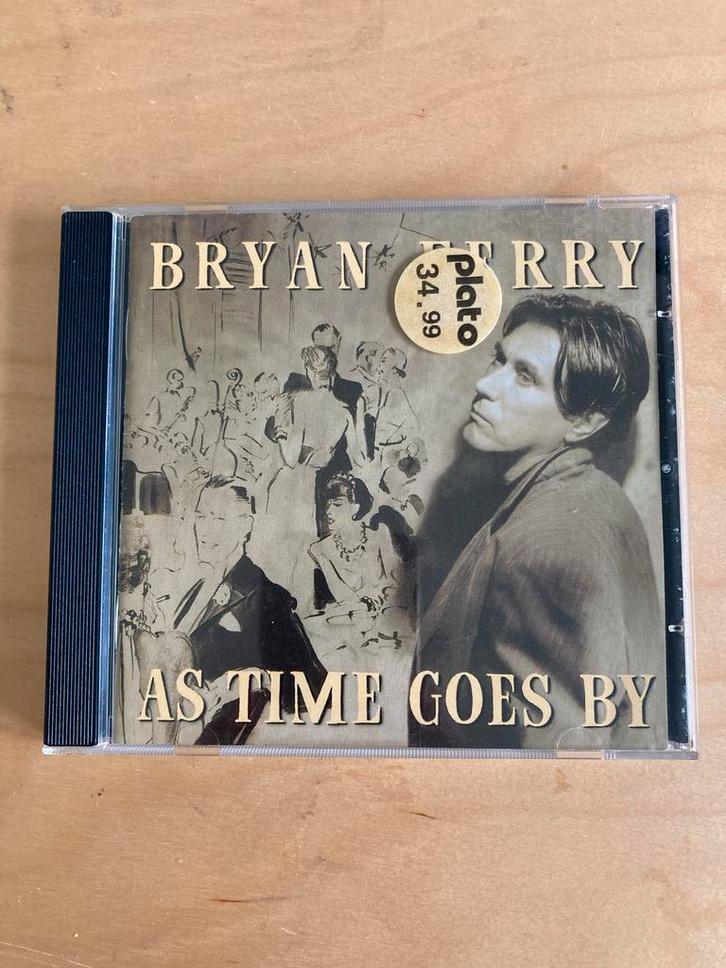 BRYAN FERRY
plato
34.99
AS TIME GOES BY